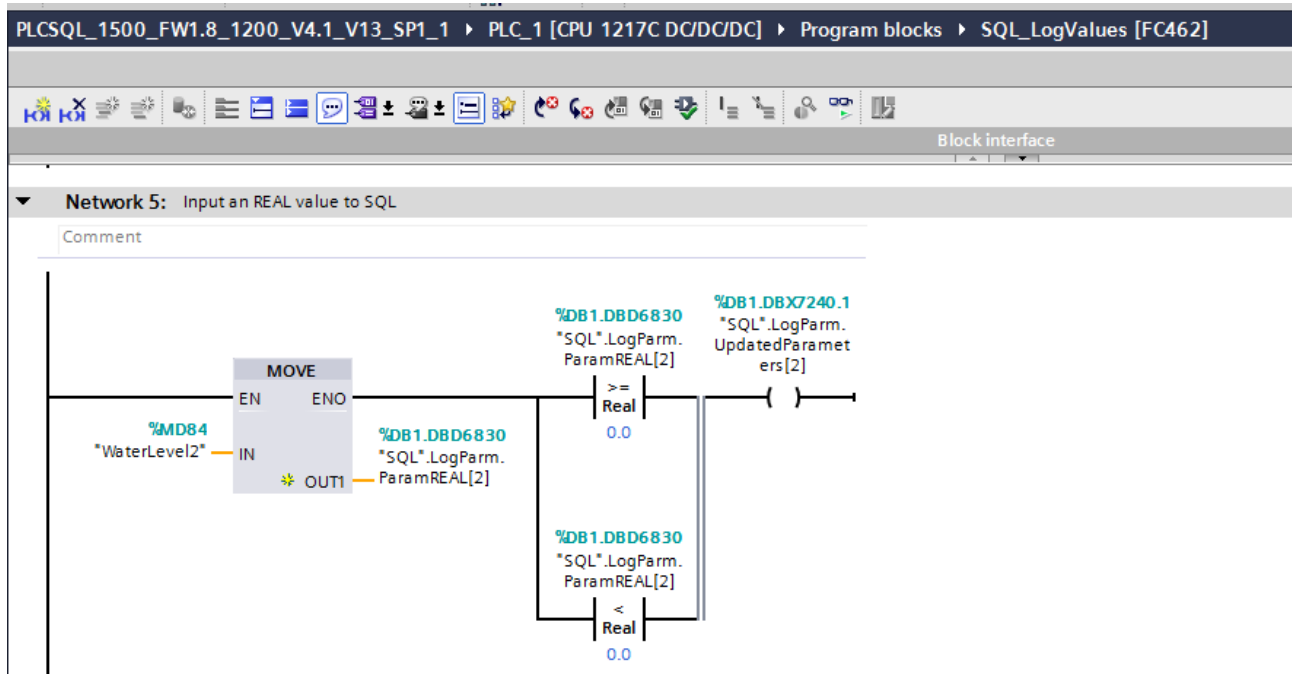 PLCSQL_1500_FW1.8_1200_V4.1_V13_SP1_1 ▸ PLC_1 [CPU 1217C DC/DC/DC] ▸ Program blocks ▸ SQL_LogValues [FC462]
Block interface
Network 5: Input an REAL value to SQL
Comment
MOVE
EN ENO
%MD84
"WaterLevel2"
IN
OUT1
%DB1.DBD6830
"SQL".LogParm.
ParamREAL[2]
%DB1.DBD6830
"SQL".LogParm.
ParamREAL[2]
>=
Real
0.0
%DB1.DBX7240.1
"SQL".LogParm.
UpdatedParamet
ers[2]
%DB1.DBD6830
"SQL".LogParm.
ParamREAL[2]
<
Real
0.0